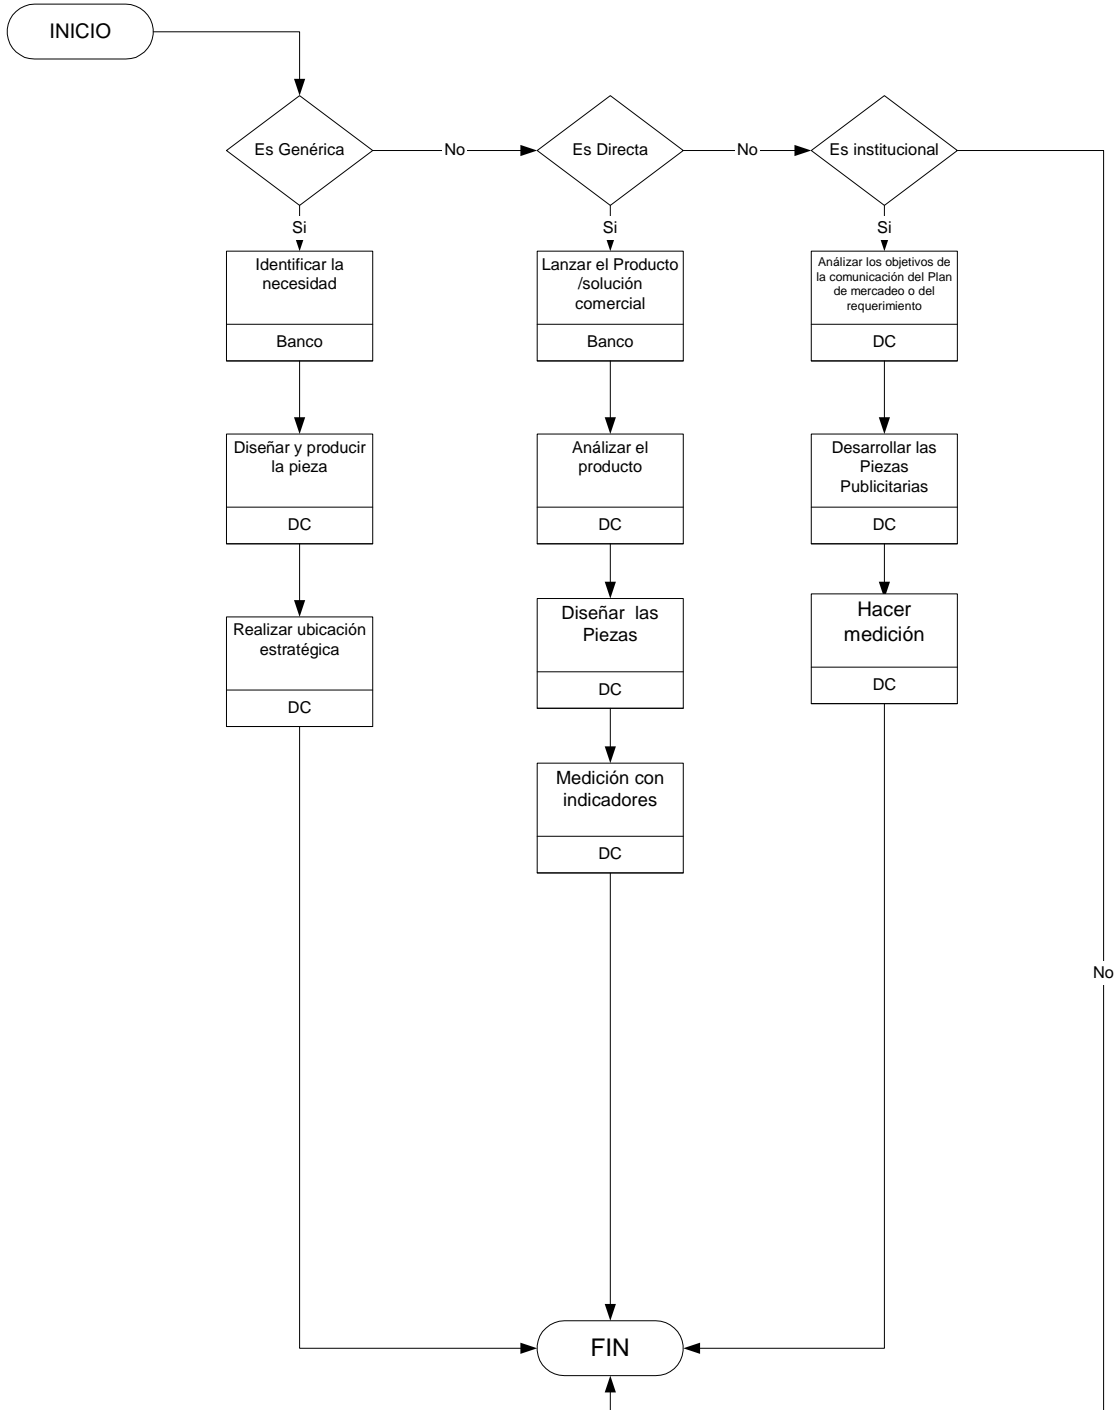 INICIO
Es Genérica
No
Es Directa
No
Es institucional
Si
Si
Si
Identificar la
necesidad
Banco
Lanzar el Producto
/solución
comercial
Banco
Análizar los objetivos de
la comunicación del Plan
de mercadeo o del
requerimiento
DC
Diseñar y producir
la pieza
DC
Análizar el
producto
DC
Desarrollar las
Piezas
Publicitarias
DC
Realizar ubicación
estratégica
DC
Diseñar las
Piezas
DC
Hacer
medición
DC
Medición con
indicadores
DC
No
FIN